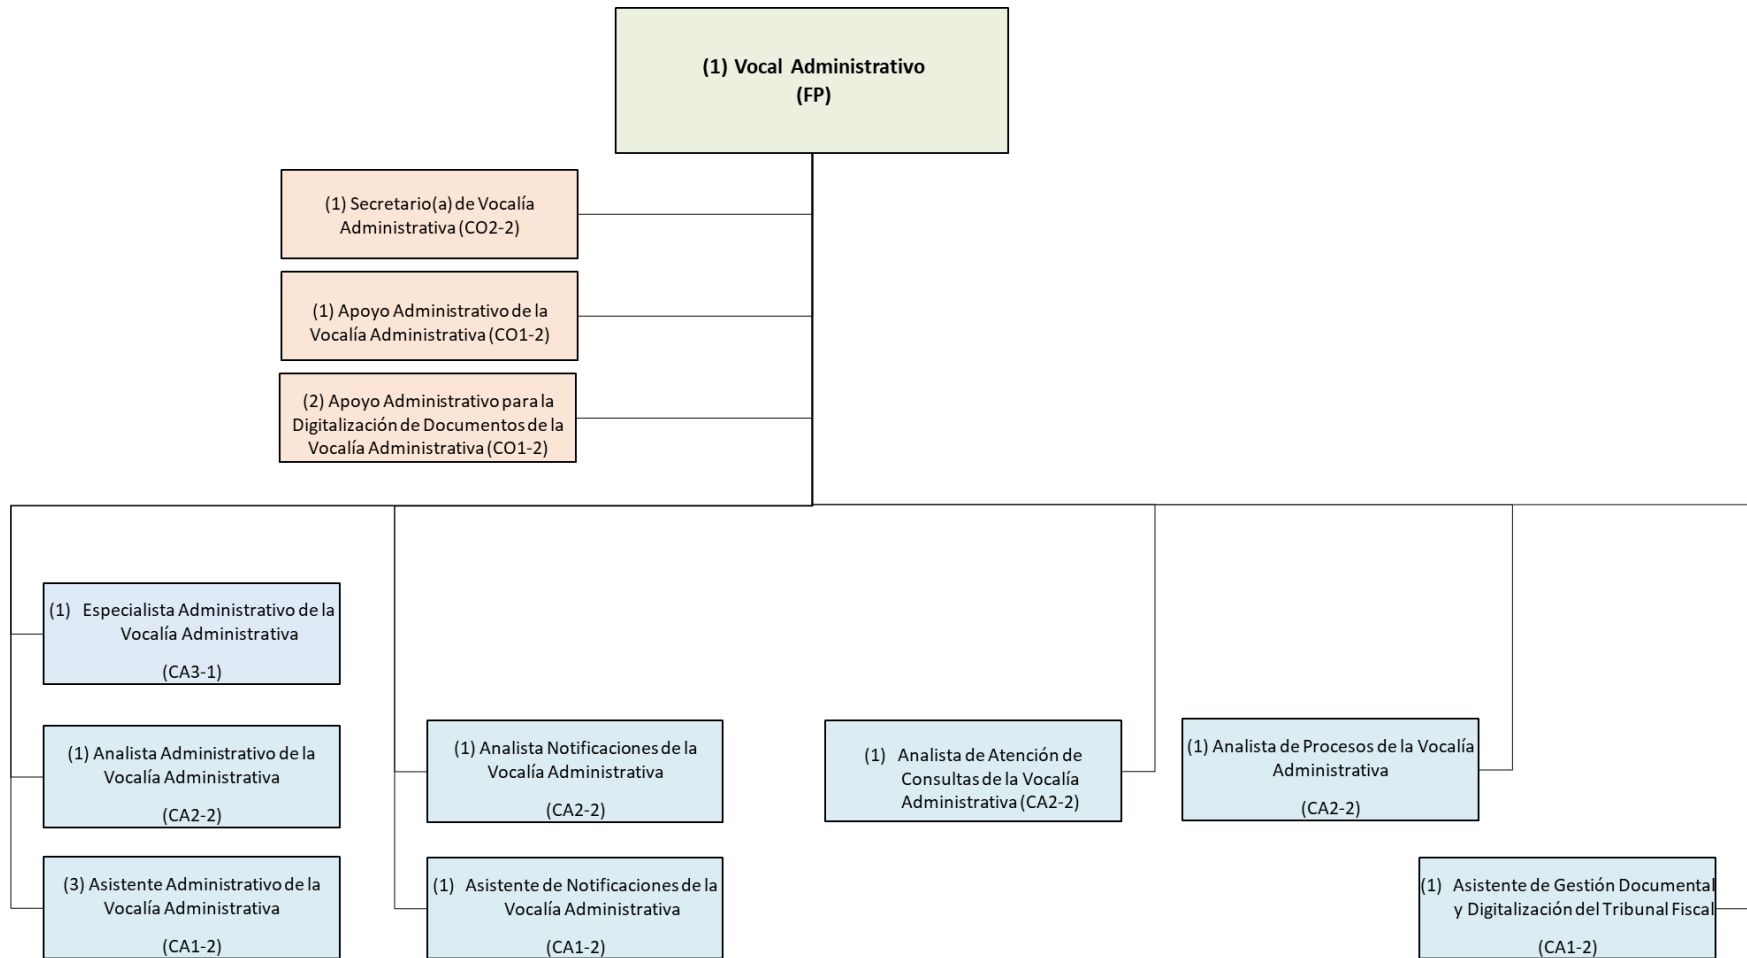 (1) Vocal Administrativo
(FP)
(1) Secretario(a) de Vocalía
Administrativa (CO2-2)
(1) Apoyo Administrativo de la
Vocalía Administrativa (CO1-2)
(2) Apoyo Administrativo para la
Digitalización de Documentos de la
Vocalía Administrativa (CO1-2)
(1) Especialista Administrativo de la
Vocalía Administrativa
(CA3-1)
(1) Analista Administrativo de la
Vocalía Administrativa
(CA2-2)
(3) Asistente Administrativo de la
Vocalía Administrativa
(CA1-2)
(1) Analista Notificaciones de la
Vocalía Administrativa
(CA2-2)
(1) Asistente de Notificaciones de la
Vocalía Administrativa
(CA1-2)
(1) Analista de Atención de
Consultas de la Vocalía
Administrativa (CA2-2)
(1) Analista de Procesos de la Vocalía
Administrativa
(CA2-2)
(1) Asistente de Gestión Documental
y Digitalización del Tribunal Fiscal
(CA1-2)